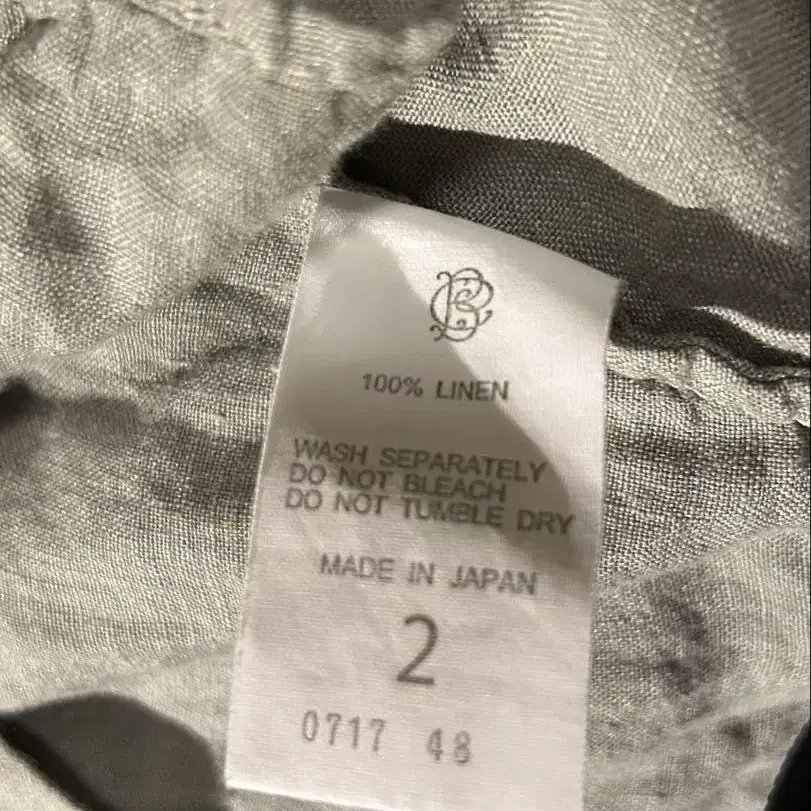 100% LINEN
WASH SEPARATELY
DO NOT BLEACH
DO NOT TUMBLE DRY
MADE IN JAPAN
2
0717 48